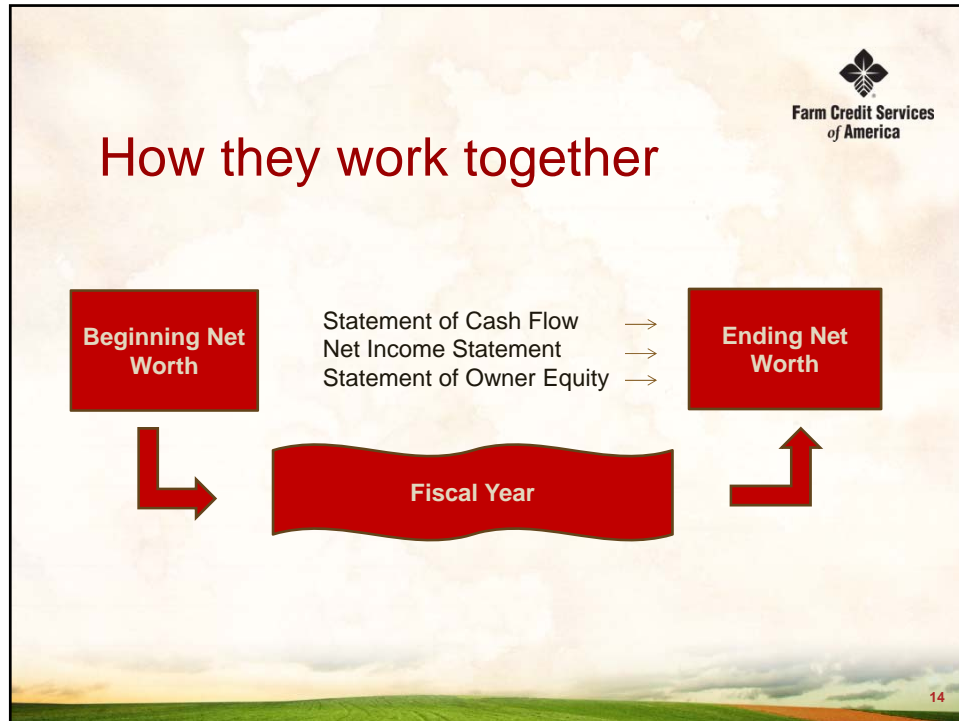 Farm Credit Services
of America
How they work together
Beginning Net
Worth
Statement of Cash Flow
Net Income Statement
Statement of Owner Equity
Ending Net
Worth
Fiscal Year
14